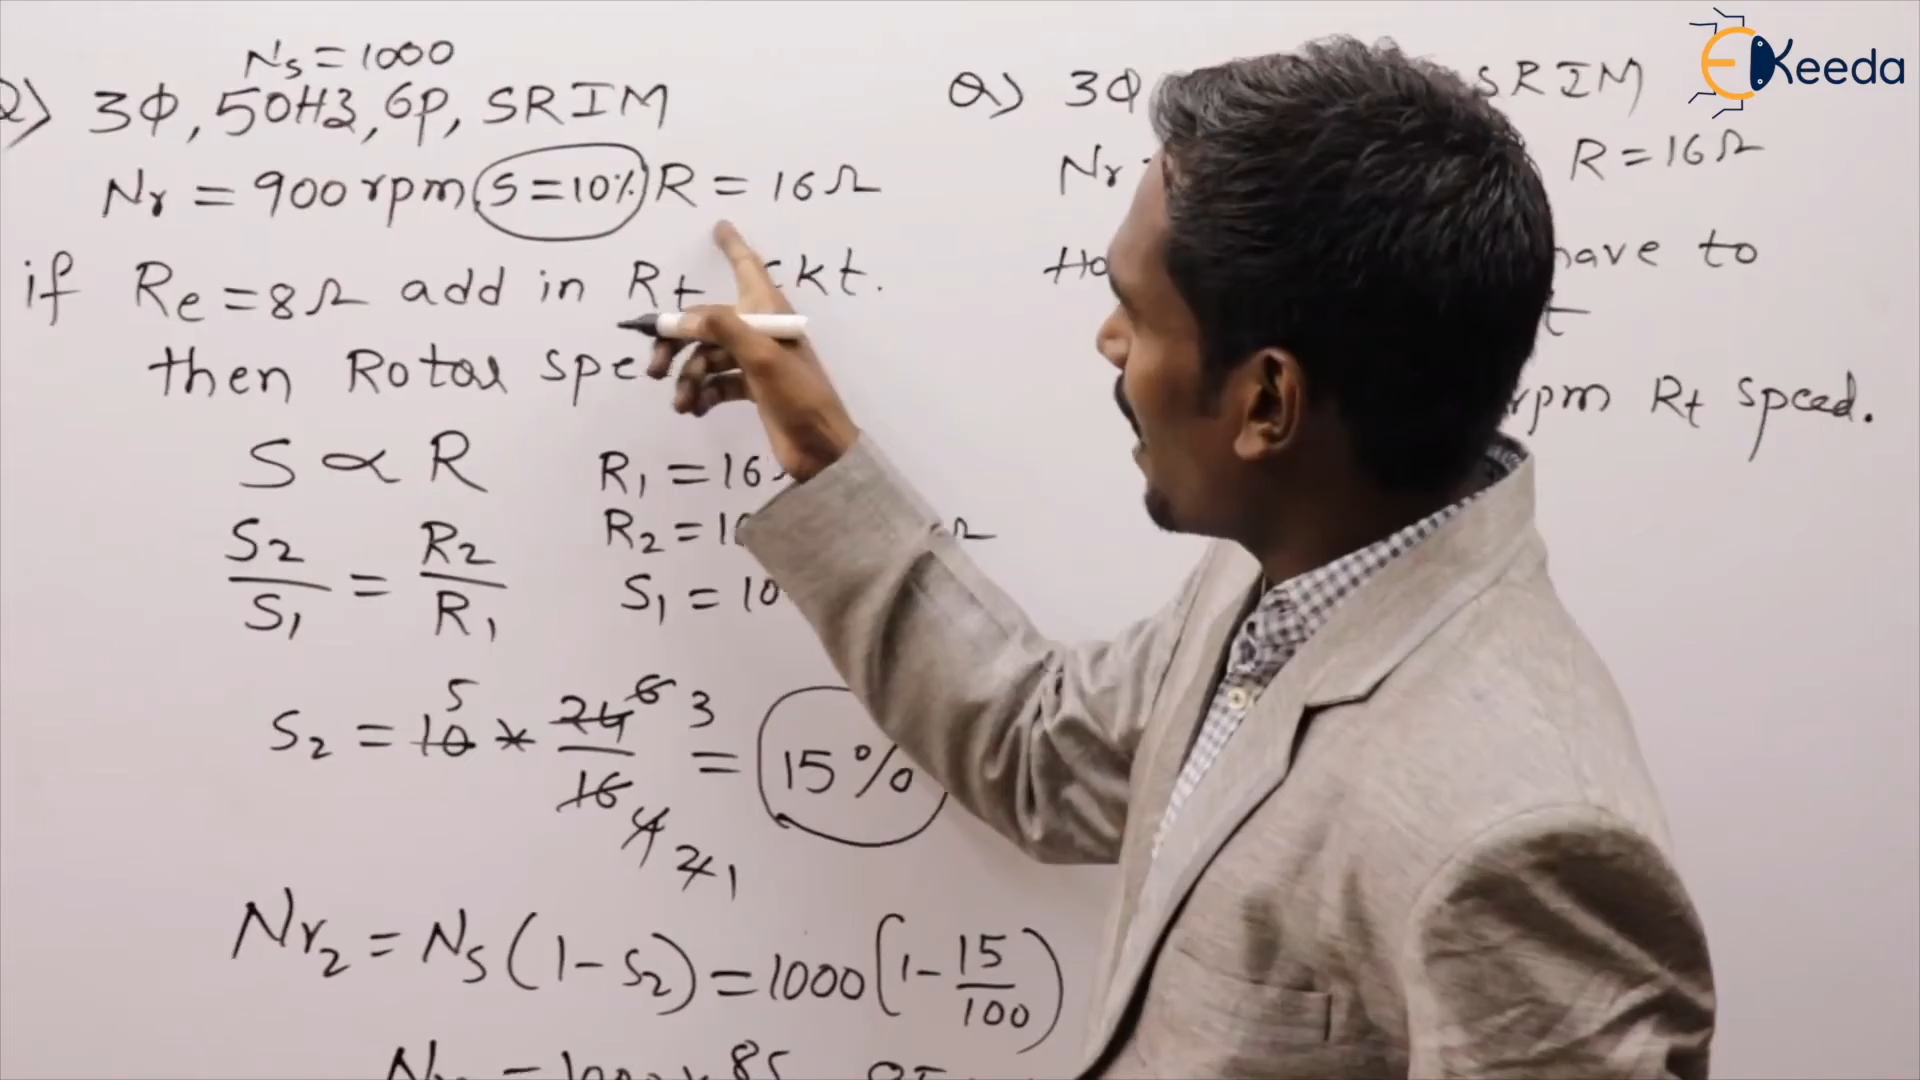 Ekeeda
Ns = 1000
Q) 3Φ, 50Hz, 6p, SRIM
Nr = 900 rpm, S = 10% R = 16Ω
if Re = 8Ω add in Rt ckt.
then Rotor
S ∝ R
S2/S1 = R2/R1
R1 = 16
R2 =
Ω
S1 = 10
S2 = 10 5 * 24 6 3 / 16 4 2 1 = 15%
Nr2 = Ns (1 - S2) = 1000 (1 - 15/100)
Q) 3Φ SRIM
Nr R = 16Ω
have to
rpm Rt speed.